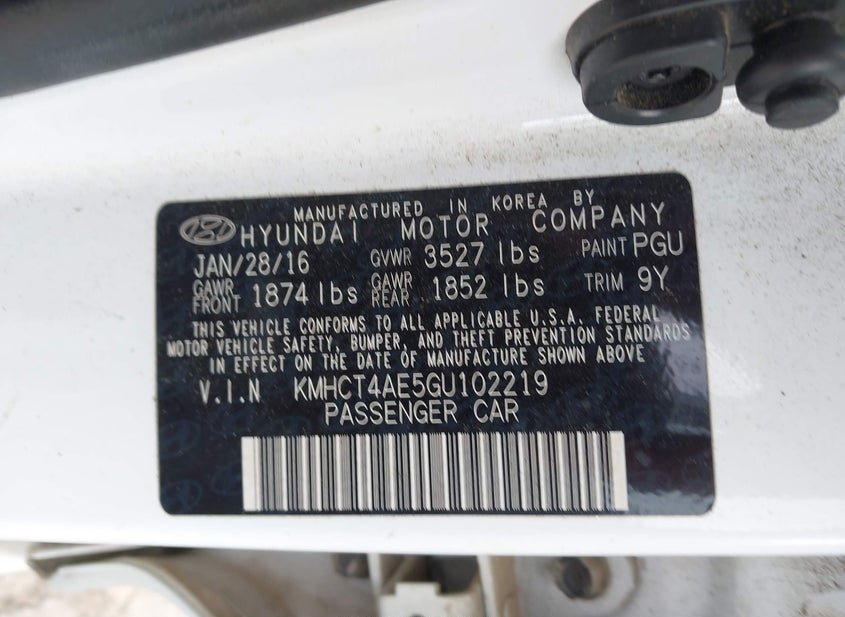 MANUFACTURED IN KOREA BY
HYUNDAI MOTOR COMPANY
JAN/28/16 GVWR 3527 lbs PAINT PGU
GAWR FRONT 1874 lbs GAWR REAR 1852 lbs TRIM 9Y
THIS VEHICLE CONFORMS TO ALL APPLICABLE U.S.A. FEDERAL
MOTOR VEHICLE SAFETY, BUMPER, AND THEFT PREVENTION STANDARDS
IN EFFECT ON THE DATE OF MANUFACTURE SHOWN ABOVE.
V.I.N KMHCT4AE5GU102219
PASSENGER CAR